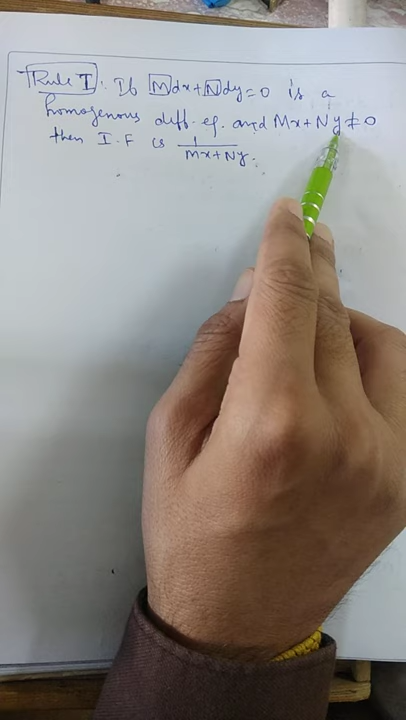 Rule I : If Mdx + Ndy = 0 is a
homogenous diff. eq. and Mx + Ny ≠ 0
then I.F is 1/(Mx+Ny).